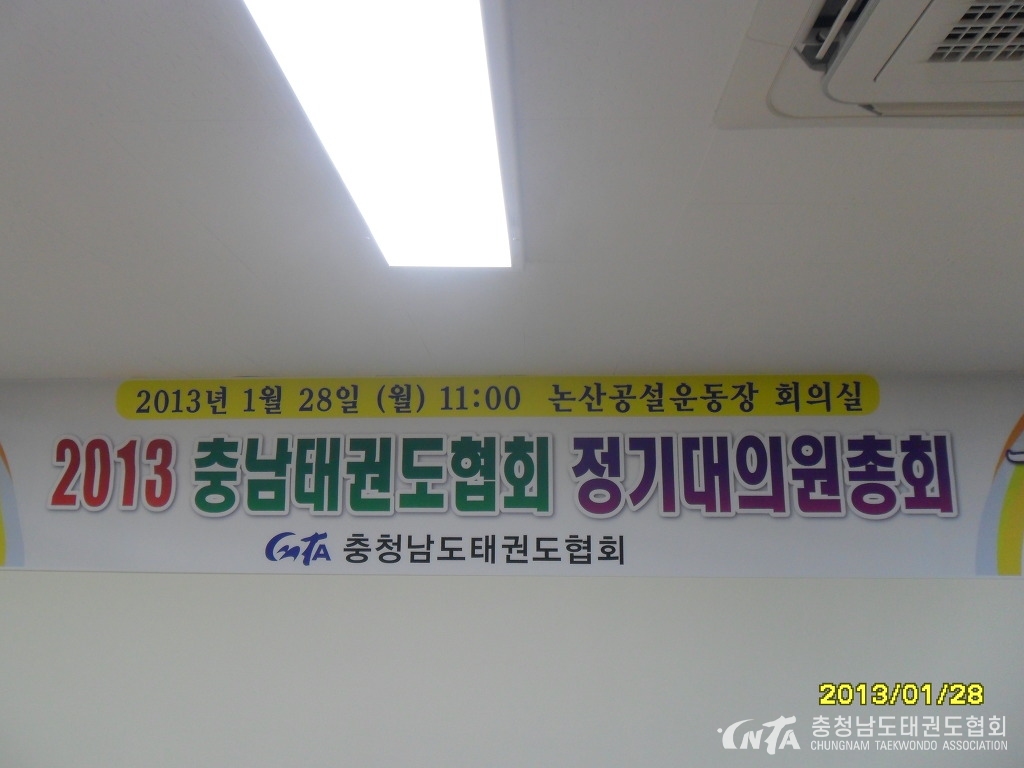 2013년 1월 28일 (월) 11:00 논산공설운동장 회의실
2013 충남태권도협회 정기대의원총회
CNTA 충청남도태권도협회
2013/01/28
CNTA 충청남도태권도협회
CHUNGNAM TAEKWONDO ASSOCIATION